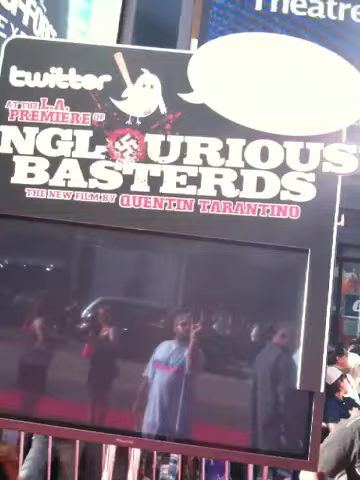 Theatre
twitter
AT THE L.A.
PREMIERE OF
INGLOURIOUS
BASTERDS
THE NEW FILM BY QUENTIN TARANTINO